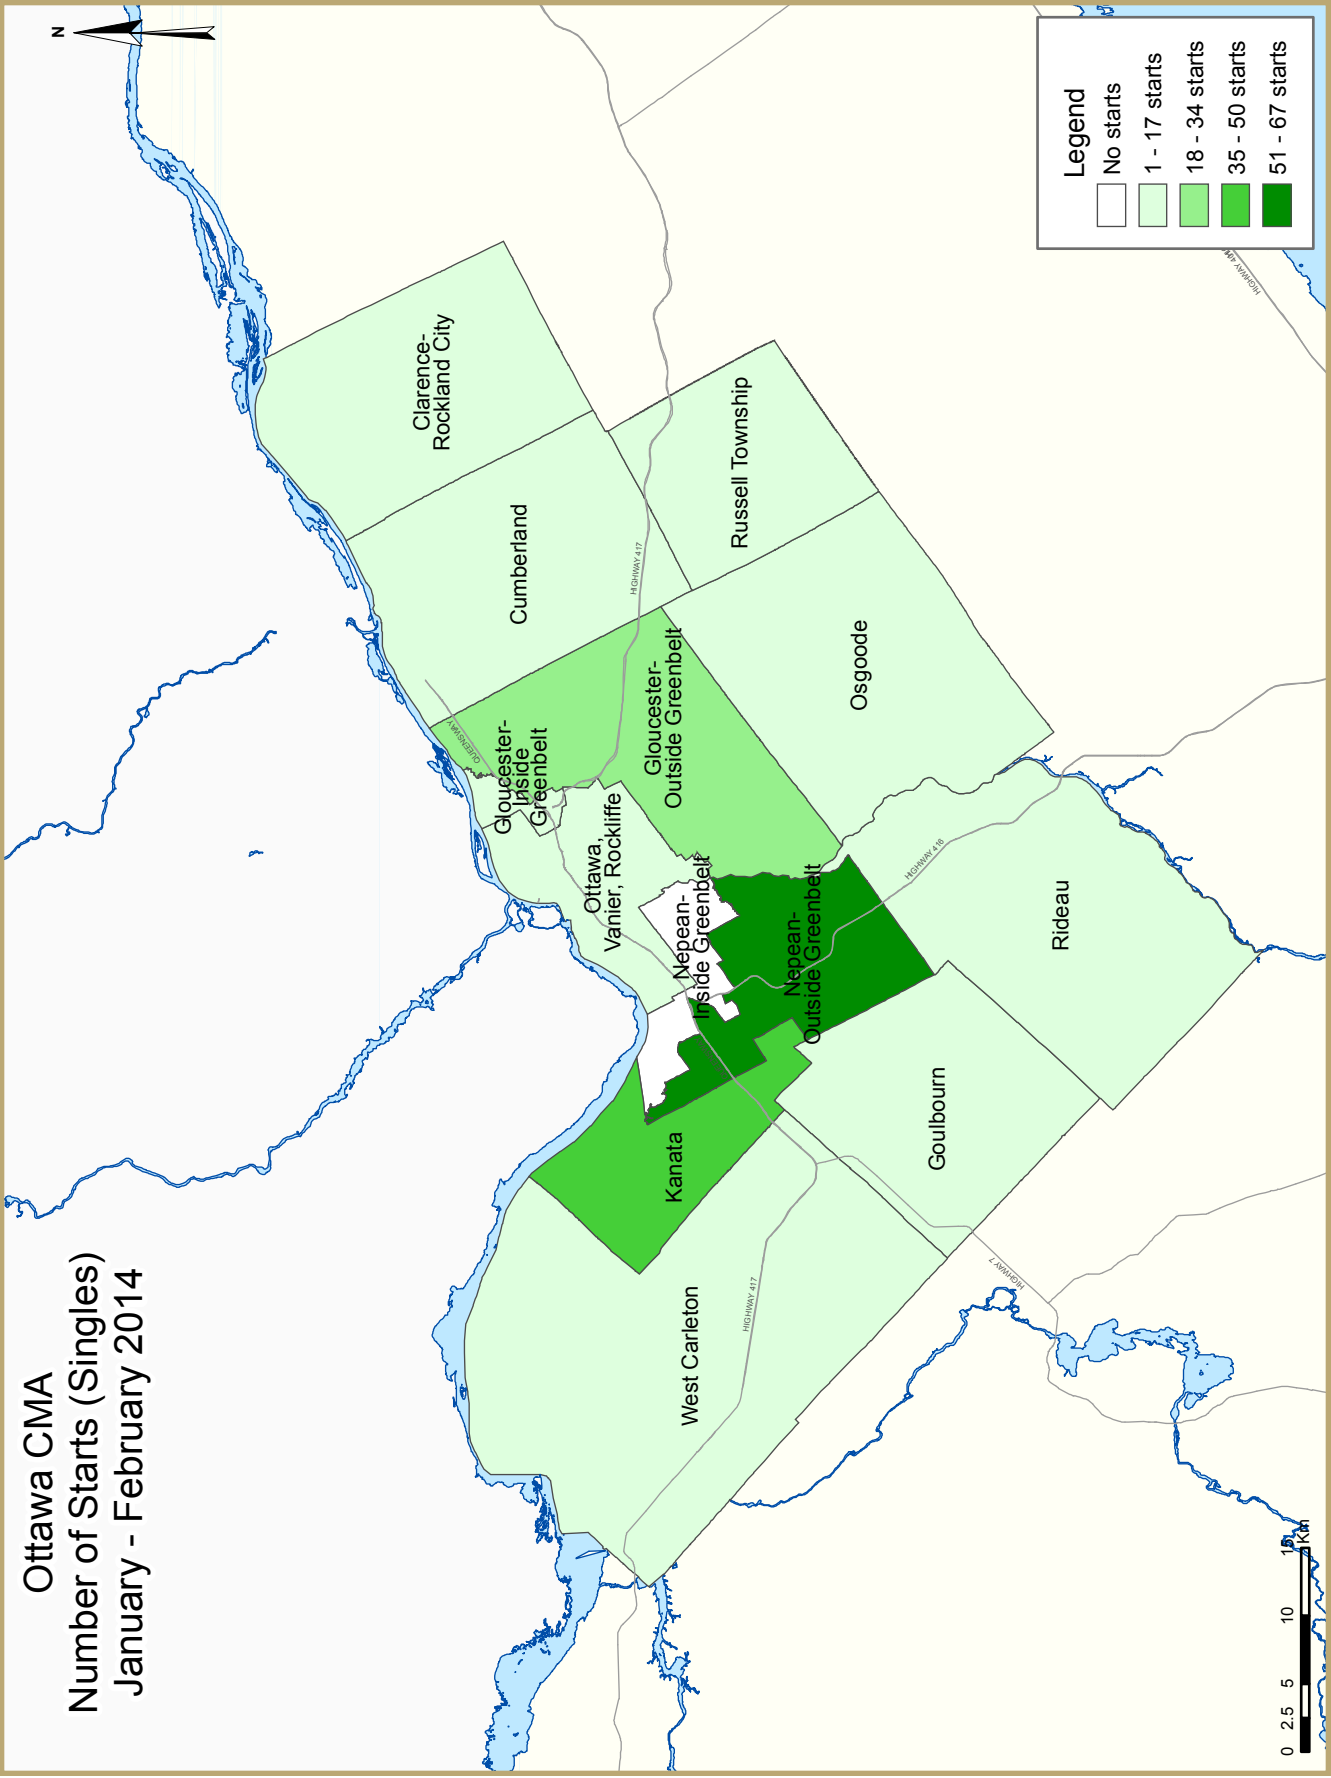 Ottawa CMA
Number of Starts (Singles)
January - February 2014
N
Clarence-
Rockland City
Cumberland
Russell Township
QUEENSWAY
HIGHWAY 417
Gloucester-
Inside
Greenbelt
Gloucester-
Outside Greenbelt
Osgoode
Ottawa,
Vanier, Rockliffe
Nepean-
Inside Greenbelt
Nepean-
Outside Greenbelt
HIGHWAY 416
Rideau
Kanata
Goulbourn
West Carleton
HIGHWAY 417
HIGHWAY 7
Legend
No starts
1 - 17 starts
18 - 34 starts
35 - 50 starts
51 - 67 starts
0 2.5 5 10 15
Km